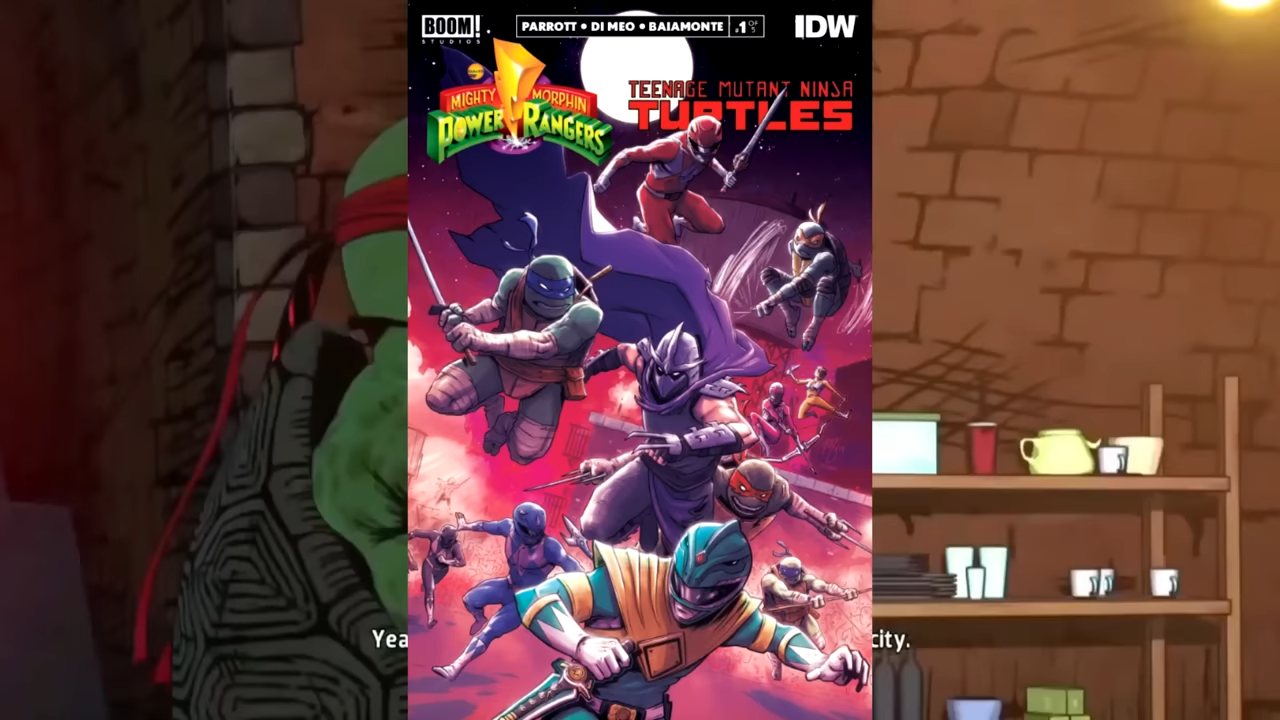 BOOM!
STUDIOS
PARROTT • DI MEO • BAIAMONTE
#1 OF 5
IDW
MIGHTY MORPHIN
POWER RANGERS
TEENAGE MUTANT NINJA
TURTLES
Yea
city.